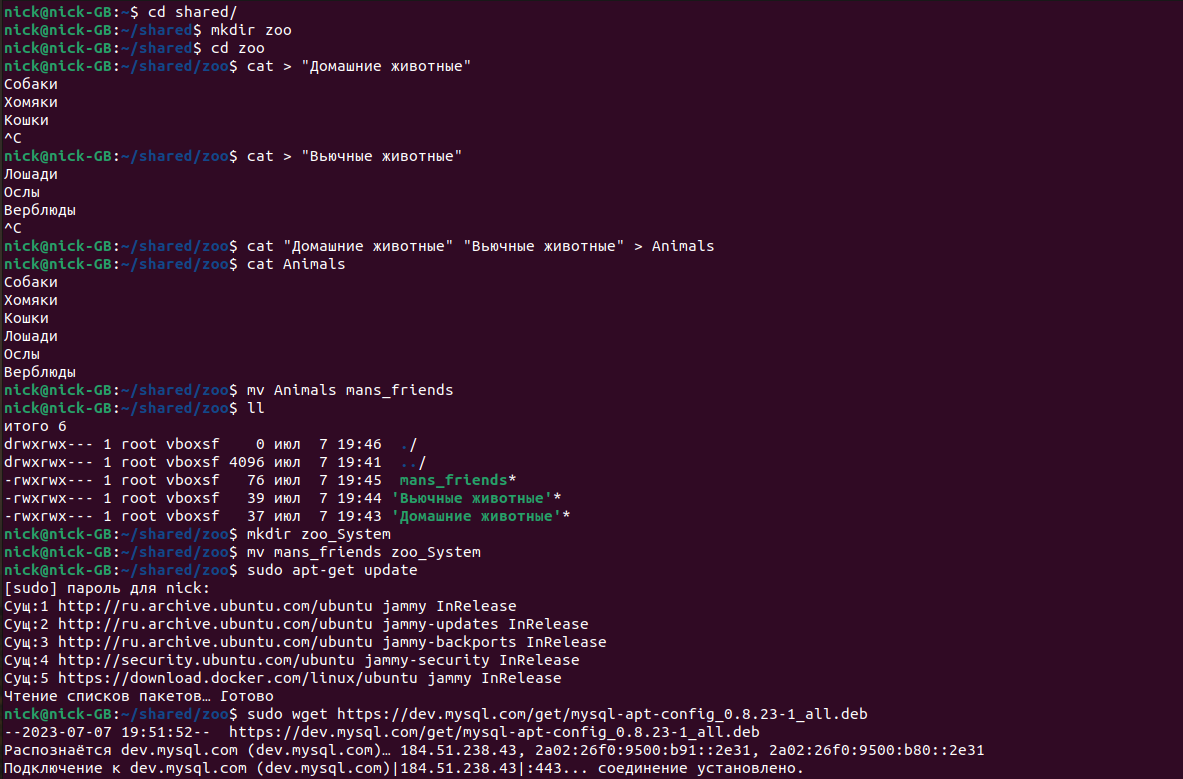 nick@nick-GB:~$ cd shared/
nick@nick-GB:~/shared$ mkdir zoo
nick@nick-GB:~/shared$ cd zoo
nick@nick-GB:~/shared/zoo$ cat > "Домашние животные"
Собаки
Хомяки
Кошки
^C
nick@nick-GB:~/shared/zoo$ cat > "Вьючные животные"
Лошади
Ослы
Верблюды
^C
nick@nick-GB:~/shared/zoo$ cat "Домашние животные" "Вьючные животные" > Animals
nick@nick-GB:~/shared/zoo$ cat Animals
Собаки
Хомяки
Кошки
Лошади
Ослы
Верблюды
nick@nick-GB:~/shared/zoo$ mv Animals mans_friends
nick@nick-GB:~/shared/zoo$ ll
итого 6
drwxrwx--- 1 root vboxsf    0 июл  7 19:46  ./
drwxrwx--- 1 root vboxsf 4096 июл  7 19:41  ../
-rwxrwx--- 1 root vboxsf   76 июл  7 19:45  mans_friends*
-rwxrwx--- 1 root vboxsf   39 июл  7 19:44 'Вьючные животные'*
-rwxrwx--- 1 root vboxsf   37 июл  7 19:43 'Домашние животные'*
nick@nick-GB:~/shared/zoo$ mkdir zoo_System
nick@nick-GB:~/shared/zoo$ mv mans_friends zoo_System
nick@nick-GB:~/shared/zoo$ sudo apt-get update
[sudo] пароль для nick:
Сущ:1 http://ru.archive.ubuntu.com/ubuntu jammy InRelease
Сущ:2 http://ru.archive.ubuntu.com/ubuntu jammy-updates InRelease
Сущ:3 http://ru.archive.ubuntu.com/ubuntu jammy-backports InRelease
Сущ:4 http://security.ubuntu.com/ubuntu jammy-security InRelease
Сущ:5 https://download.docker.com/linux/ubuntu jammy InRelease
Чтение списков пакетов… Готово
nick@nick-GB:~/shared/zoo$ sudo wget https://dev.mysql.com/get/mysql-apt-config_0.8.23-1_all.deb
--2023-07-07 19:51:52--  https://dev.mysql.com/get/mysql-apt-config_0.8.23-1_all.deb
Распознаётся dev.mysql.com (dev.mysql.com)… 184.51.238.43, 2a02:26f0:9500:b91::2e31, 2a02:26f0:9500:b80::2e31
Подключение к dev.mysql.com (dev.mysql.com)|184.51.238.43|:443... соединение установлено.